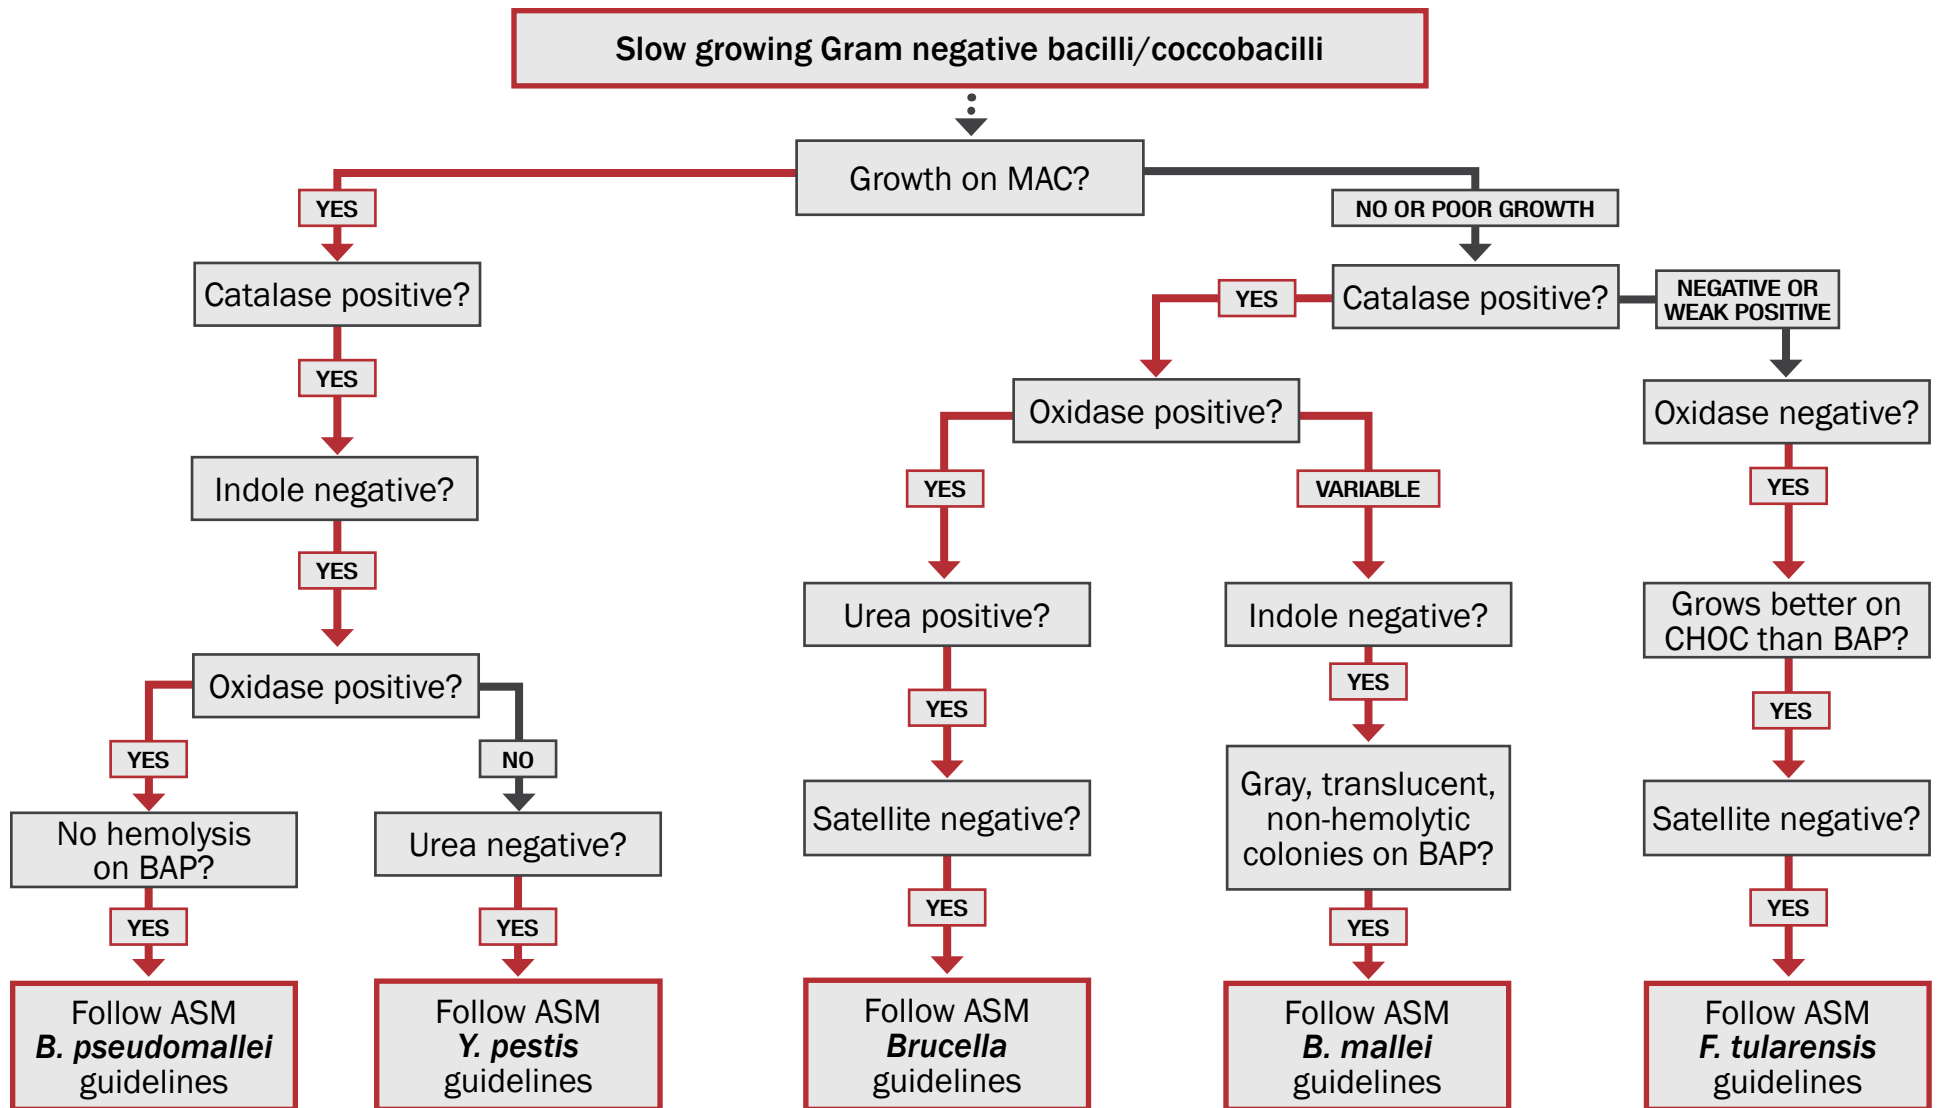 Slow growing Gram negative bacilli/coccobacilli
Growth on MAC?
YES
NO OR POOR GROWTH
Catalase positive?
YES
Catalase positive?
NEGATIVE OR
WEAK POSITIVE
YES
Oxidase positive?
Oxidase negative?
Indole negative?
YES
VARIABLE
YES
YES
Urea positive?
Indole negative?
Grows better on
CHOC than BAP?
Oxidase positive?
YES
YES
YES
YES
NO
No hemolysis
on BAP?
Urea negative?
Satellite negative?
Gray, translucent,
non-hemolytic
colonies on BAP?
Satellite negative?
YES
YES
YES
YES
YES
Follow ASM
B. pseudomallei
guidelines
Follow ASM
Y. pestis
guidelines
Follow ASM
Brucella
guidelines
Follow ASM
B. mallei
guidelines
Follow ASM
F. tularensis
guidelines